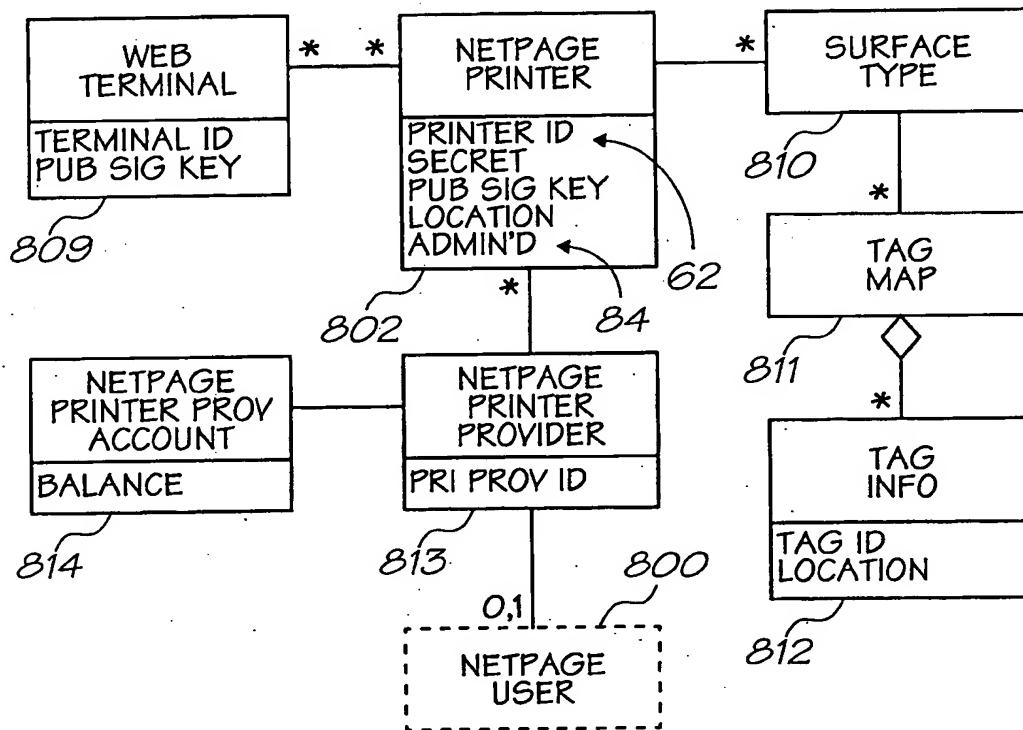 WEB
TERMINAL
TERMINAL ID
PUB SIG KEY
809
* *
NETPAGE
PRINTER
PRINTER ID
SECRET
PUB SIG KEY
LOCATION
ADMIN'D
802
62
84
*
*
SURFACE
TYPE
810
*
TAG
MAP
811
*
TAG
INFO
TAG ID
LOCATION
812
NETPAGE
PRINTER PROV
ACCOUNT
BALANCE
814
NETPAGE
PRINTER
PROVIDER
PRI PROV ID
813
0,1
800
NETPAGE
USER